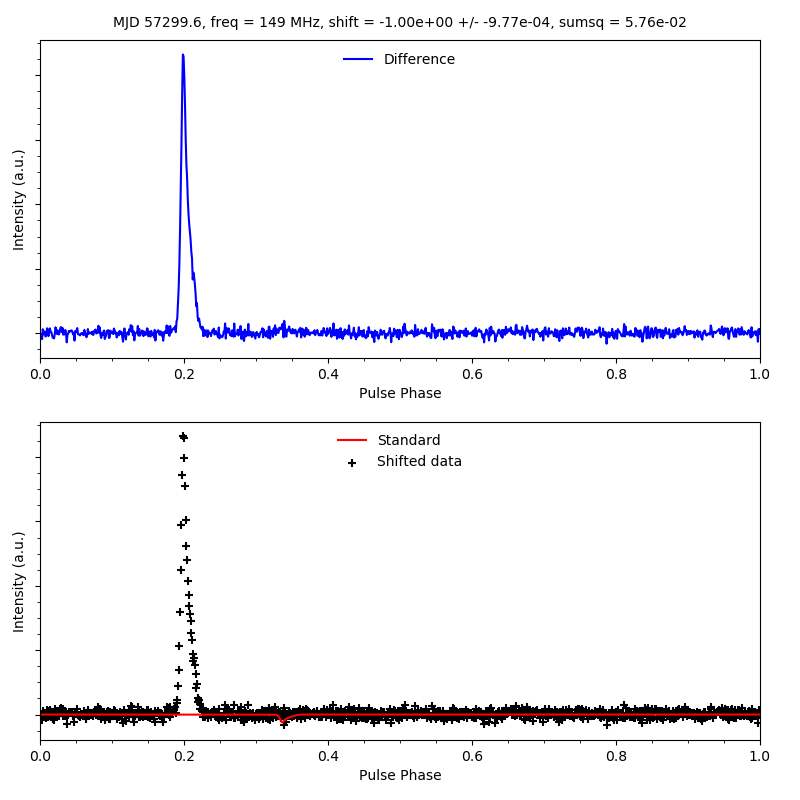 MJD 57299.6, freq = 149 MHz, shift = -1.00e+00 +/- -9.77e-04, sumsq = 5.76e-02
Difference
Intensity (a.u.)
0.0 0.2 0.4 0.6 0.8 1.0
Pulse Phase
Standard
Shifted data
Intensity (a.u.)
0.0 0.2 0.4 0.6 0.8 1.0
Pulse Phase